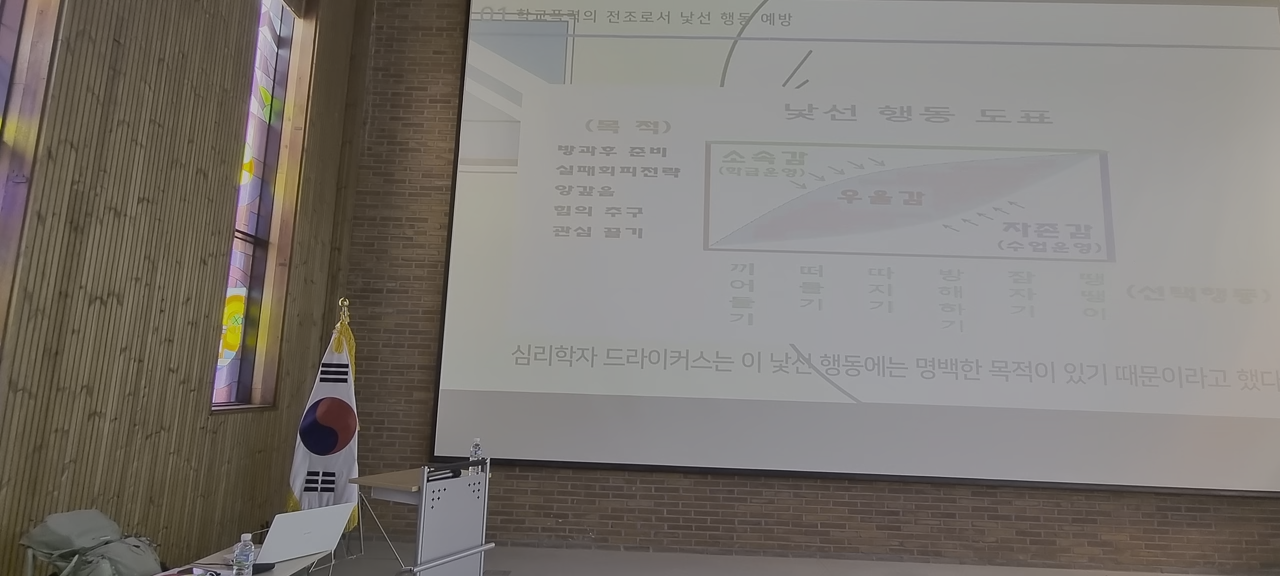 01 학교폭력의 전조로서 낯선 행동 예방
낯선 행동 도표
(목 적)
방과후 준비
실패회피전략
앙갚음
힘의 추구
관심 끌기
소속감
(학급운영)
우울감
자존감
(수업운영)
끼어들기
떠들기
따지기
방해하기
잠자기
땡땡이
(선택행동)
심리학자 드라이커스는 이 낯선 행동에는 명백한 목적이 있기 때문이라고 했다